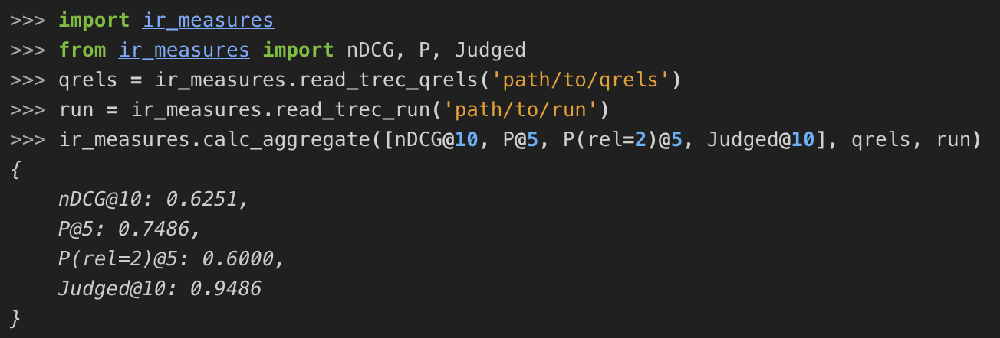 >>> import ir_measures
>>> from ir_measures import nDCG, P, Judged
>>> qrels = ir_measures.read_trec_qrels('path/to/qrels')
>>> run = ir_measures.read_trec_run('path/to/run')
>>> ir_measures.calc_aggregate([nDCG@10, P@5, P(rel=2)@5, Judged@10], qrels, run)
{
    nDCG@10: 0.6251,
    P@5: 0.7486,
    P(rel=2)@5: 0.6000,
    Judged@10: 0.9486
}